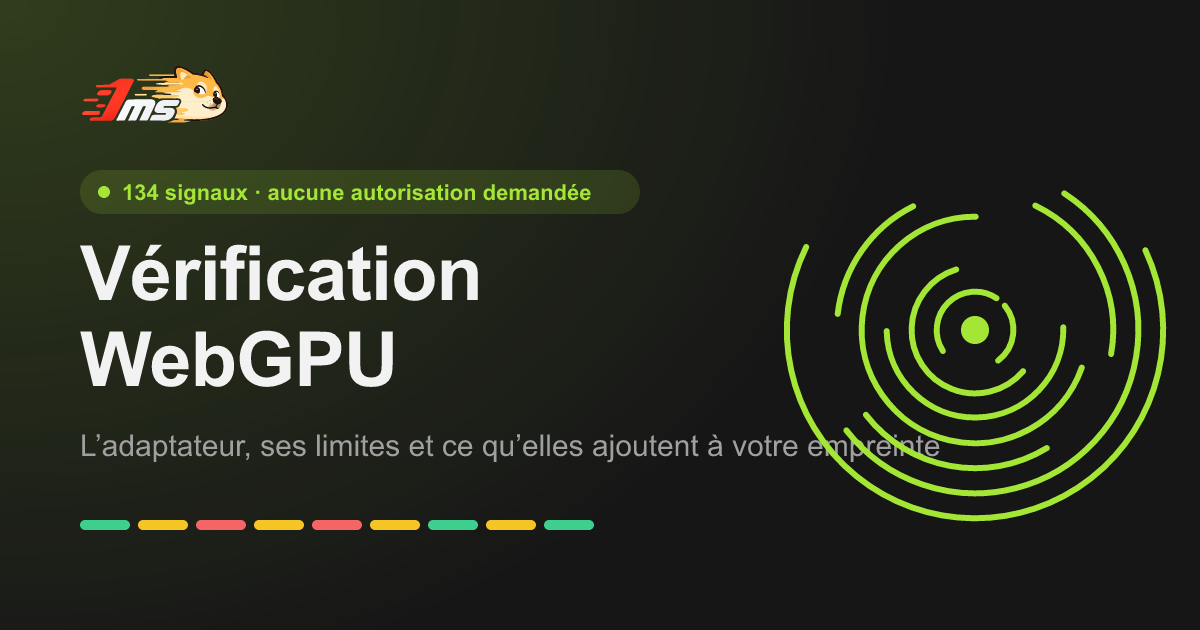 1ms
134 signaux · aucune autorisation demandée
Vérification
WebGPU
L’adaptateur, ses limites et ce qu’elles ajoutent à votre empreinte